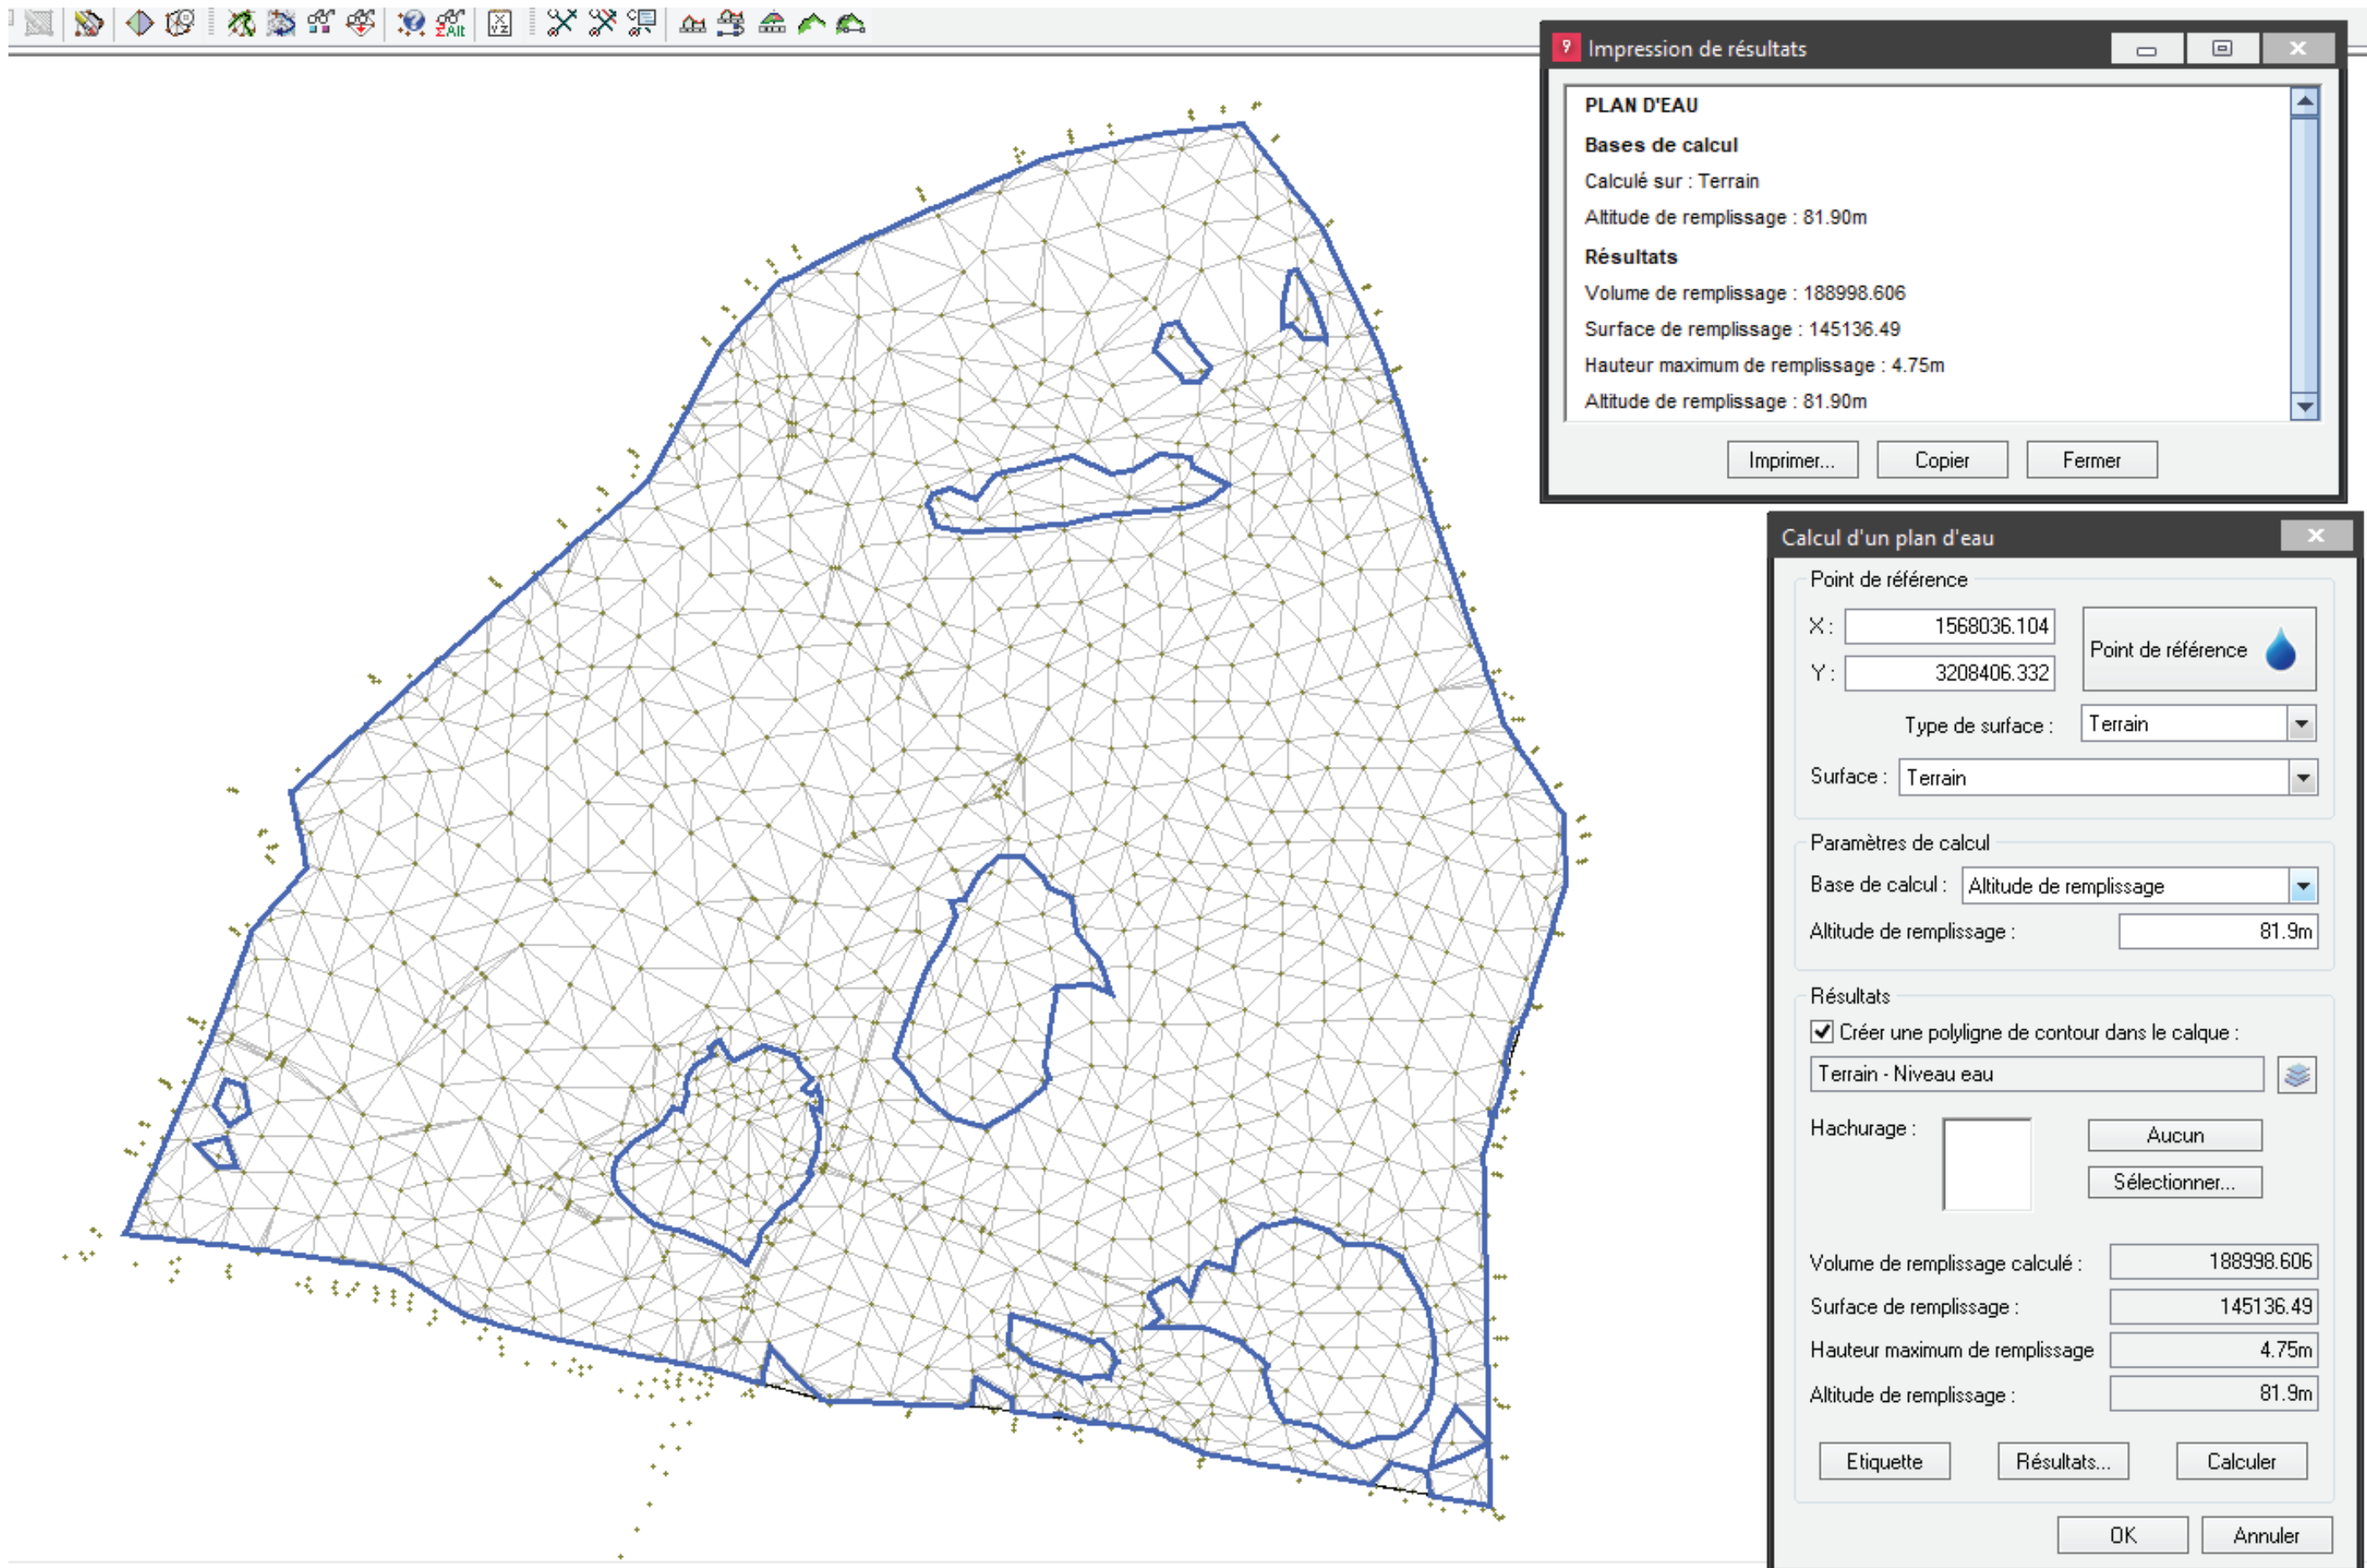 Σ Alt
X
YZ
9 Impression de résultats
PLAN D'EAU
Bases de calcul
Calculé sur : Terrain
Altitude de remplissage : 81.90m
Résultats
Volume de remplissage : 188998.606
Surface de remplissage : 145136.49
Hauteur maximum de remplissage : 4.75m
Altitude de remplissage : 81.90m
Imprimer... Copier Fermer
Calcul d'un plan d'eau
Point de référence
X : 1568036.104
Y : 3208406.332
Point de référence
Type de surface : Terrain
Surface : Terrain
Paramètres de calcul
Base de calcul : Altitude de remplissage
Altitude de remplissage : 81.9m
Résultats
Créer une polyligne de contour dans le calque :
Terrain - Niveau eau
Hachurage : Aucun
Sélectionner...
Volume de remplissage calculé : 188998.606
Surface de remplissage : 145136.49
Hauteur maximum de remplissage 4.75m
Altitude de remplissage : 81.9m
Etiquette Résultats... Calculer
OK Annuler